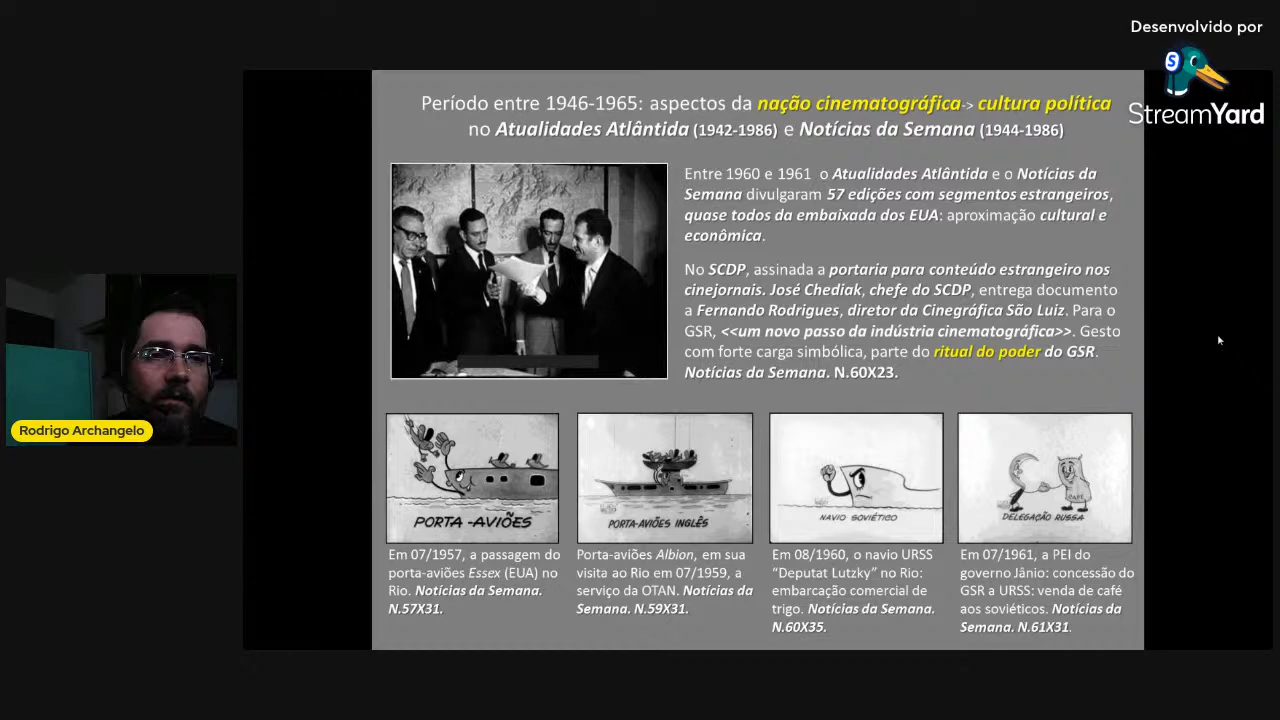 Desenvolvido por
StreamYard
Período entre 1946-1965: aspectos da nação cinematográfica-> cultura política
no Atualidades Atlântida (1942-1986) e Notícias da Semana (1944-1986)
Entre 1960 e 1961 o Atualidades Atlântida e o Notícias da
Semana divulgaram 57 edições com segmentos estrangeiros,
quase todos da embaixada dos EUA: aproximação cultural e
econômica.
No SCDP, assinada a portaria para conteúdo estrangeiro nos
cinejornais. José Chediak, chefe do SCDP, entrega documento
a Fernando Rodrigues, diretor da Cinegráfica São Luiz. Para o
GSR, <<um novo passo da indústria cinematográfica>>. Gesto
com forte carga simbólica, parte do ritual do poder do GSR.
Notícias da Semana. N.60X23.
Rodrigo Archangelo
PORTA-AVIÕES
Em 07/1957, a passagem do
porta-aviões Essex (EUA) no
Rio. Notícias da Semana.
N.57X31.
PORTA-AVIÕES INGLÊS
Porta-aviões Albion, em sua
visita ao Rio em 07/1959, a
serviço da OTAN. Notícias da
Semana. N.59X31.
NAVIO SOVIÉTICO
Em 08/1960, o navio URSS
“Deputat Lutzky” no Rio:
embarcação comercial de
trigo. Notícias da Semana.
N.60X35.
CAFÉ
DELEGAÇÃO RUSSA
Em 07/1961, a PEI do
governo Jânio: concessão do
GSR a URSS: venda de café
aos soviéticos. Notícias da
Semana. N.61X31.